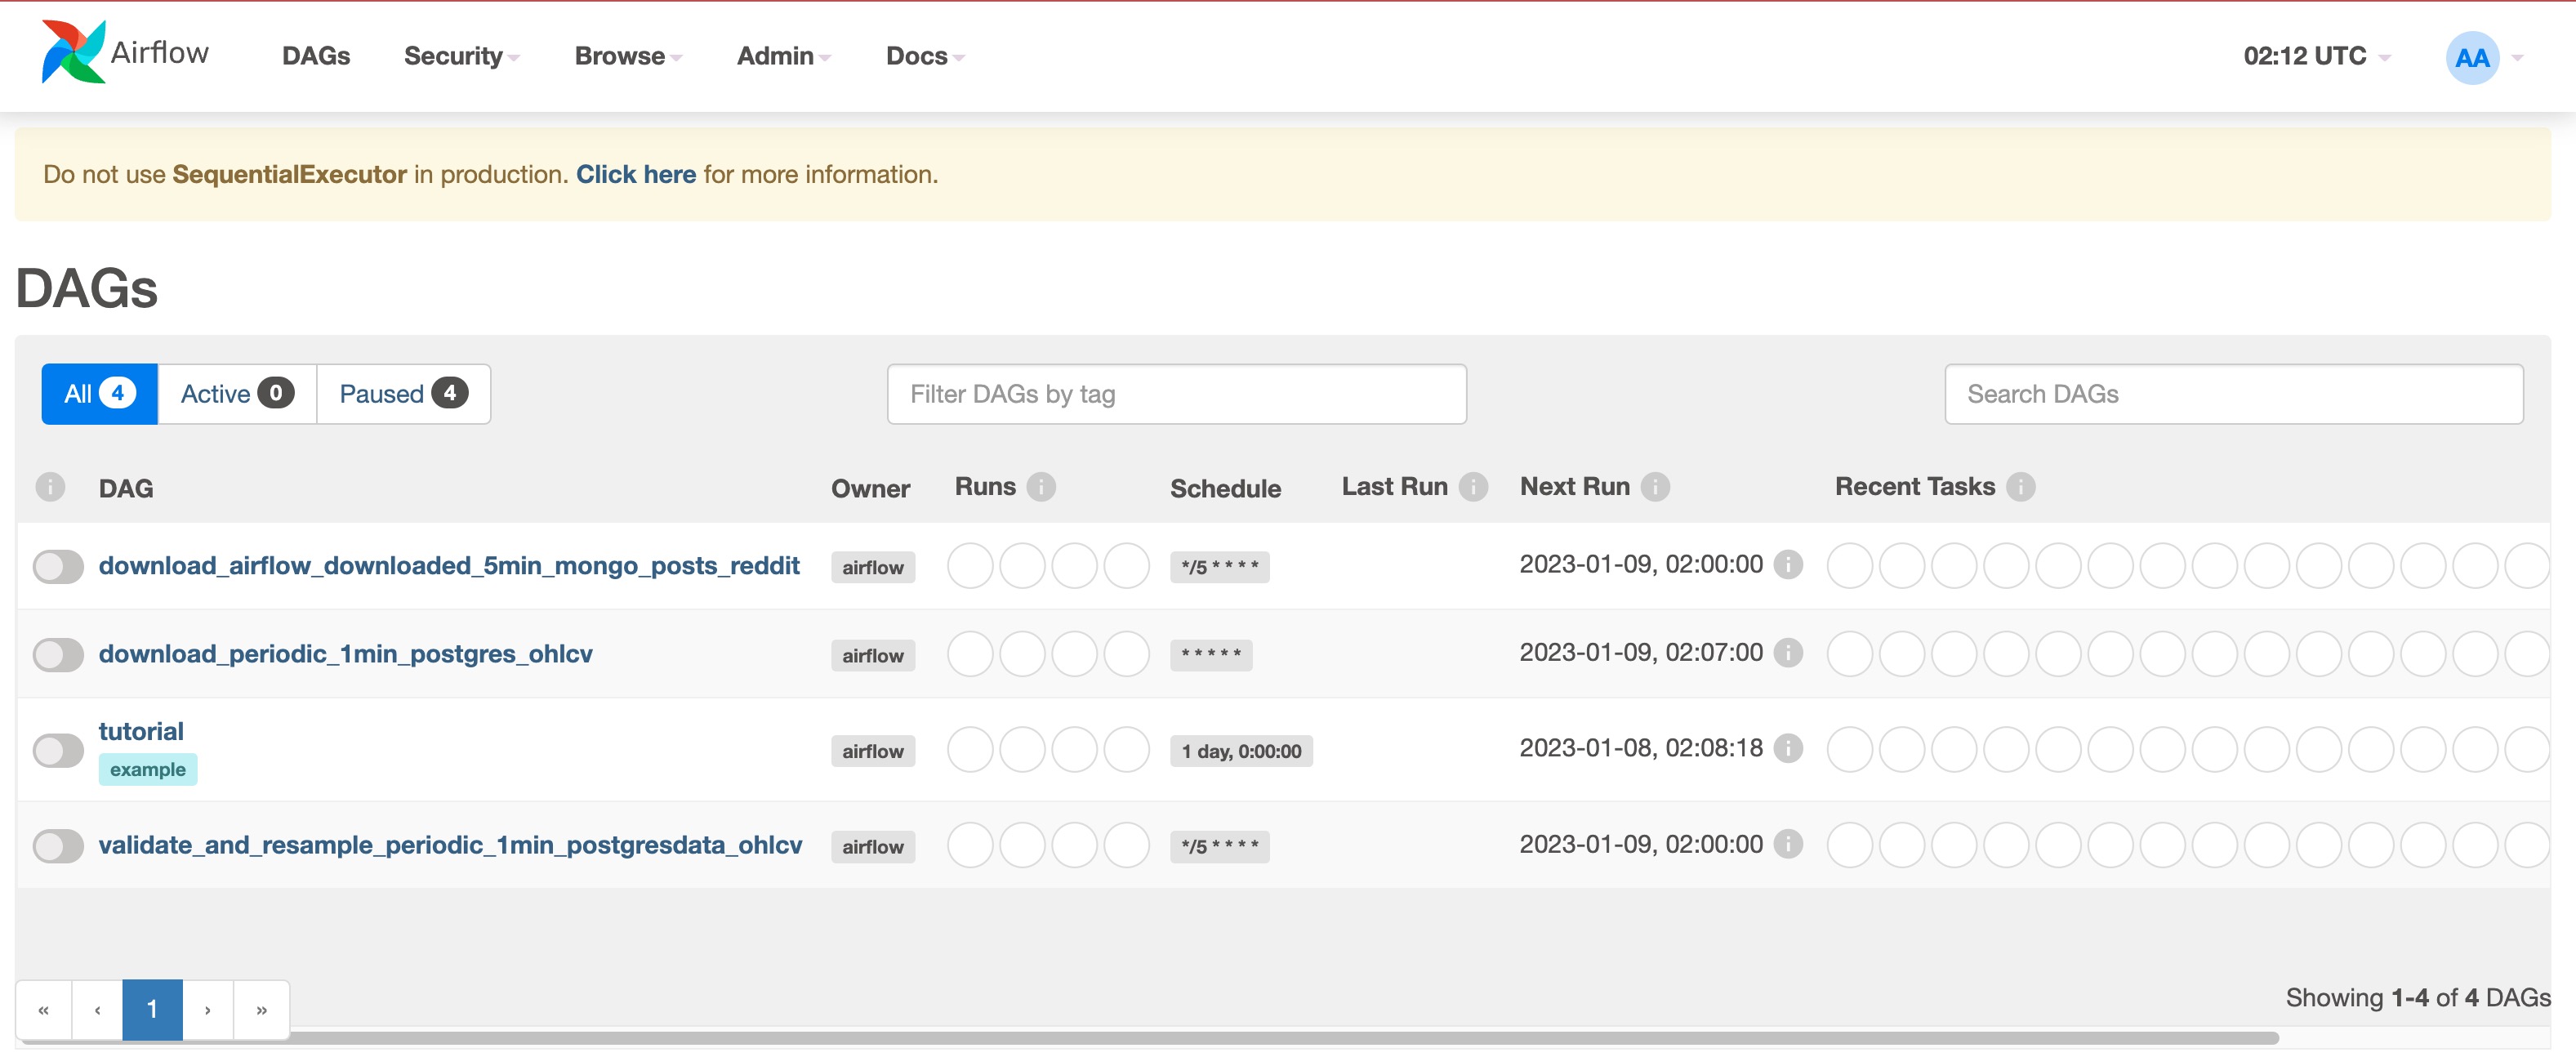 Airflow DAGs Security Browse Admin Docs 02:12 UTC AA
Do not use SequentialExecutor in production. Click here for more information.
DAGs
All 4 Active 0 Paused 4 Filter DAGs by tag Search DAGs
i DAG Owner Runs i Schedule Last Run i Next Run i Recent Tasks i
download_airflow_downloaded_5min_mongo_posts_reddit airflow */5 * * * * 2023-01-09, 02:00:00 i
download_periodic_1min_postgres_ohlcv airflow * * * * * 2023-01-09, 02:07:00 i
tutorial
example
airflow 1 day, 0:00:00 2023-01-08, 02:08:18 i
validate_and_resample_periodic_1min_postgresdata_ohlcv airflow */5 * * * * 2023-01-09, 02:00:00 i
« ‹ 1 › »
Showing 1-4 of 4 DAGs